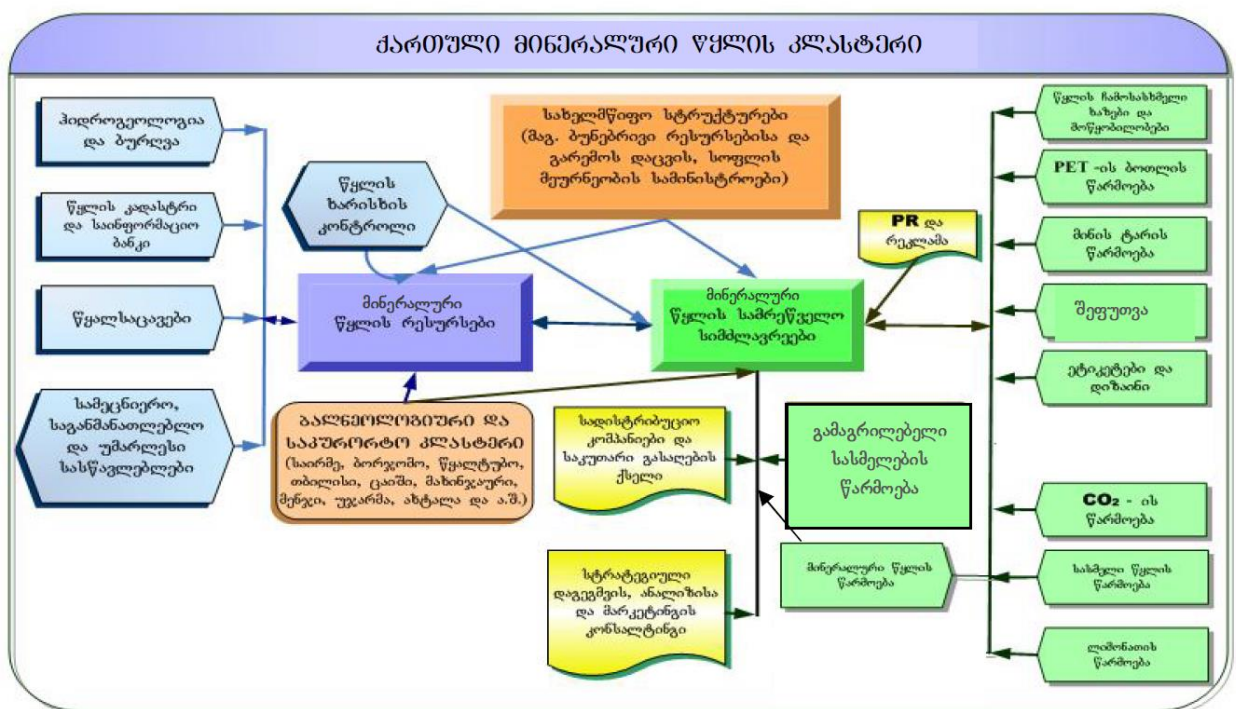 ქართული მინერალური წყლის კლასტერი
ჰიდროგეოლოგია
და ბურღვა
წყლის კადასტრი
და საინფორმაციო
ბანკი
წყალსაცავები
სამეცნიერო,
საგანმანათლებლო
და უმარლესი
სასწავლებლები
წყლის
ხარისხის
კონტროლი
სახელმწიფო სტრუქტურები
(მაგ. ბუნებრივი რესურსებისა და
გარემოს დაცვის, სოფლის
მეურნეობის სამინისტროები)
PR და
რეკლამა
მინერალური
წყლის რესურსები
მინერალური
წყლის სამრეწველო
სიმძლავრეები
ბალნეოლოგიური და
საკურორტო კლასტერი
(საირმე, ბორჯომი, წყალტუბო,
თბილისი, ცაიში, მახინჯაური,
მენჯი, უჯარმა, ახტალა და ა.შ.)
სადისტრიბუციო
კომპანიები და
საკუთარი გასაღების
ქსელი
გამაგრილებელი
სასმელების
წარმოება
სტრატეგიული
დაგეგმვის, ანალიზისა
და მარკეტინგის
კონსალტინგი
მინერალური წყლის
წარმოება
წყლის ჩამოსასხმელი
ხაზები და
მოწყობილობები
PET -ის ბოთლის
წარმოება
მინის ტარის
წარმოება
შეფუთვა
ეტიკეტები და
დიზაინი
CO₂ - ის
წარმოება
სასმელი წყლის
წარმოება
ლიმონათის
წარმოება